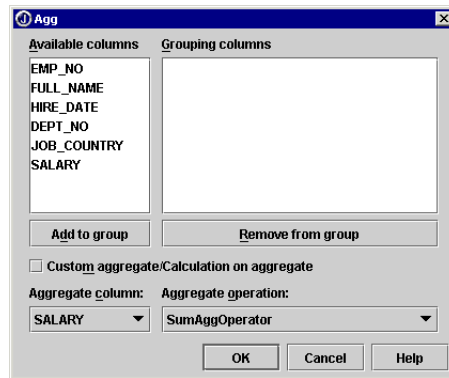 Agg
Available columns Grouping columns
EMP_NO
FULL_NAME
HIRE_DATE
DEPT_NO
JOB_COUNTRY
SALARY
Add to group Remove from group
Custom aggregate/Calculation on aggregate
Aggregate column: Aggregate operation:
SALARY SumAggOperator
OK Cancel Help